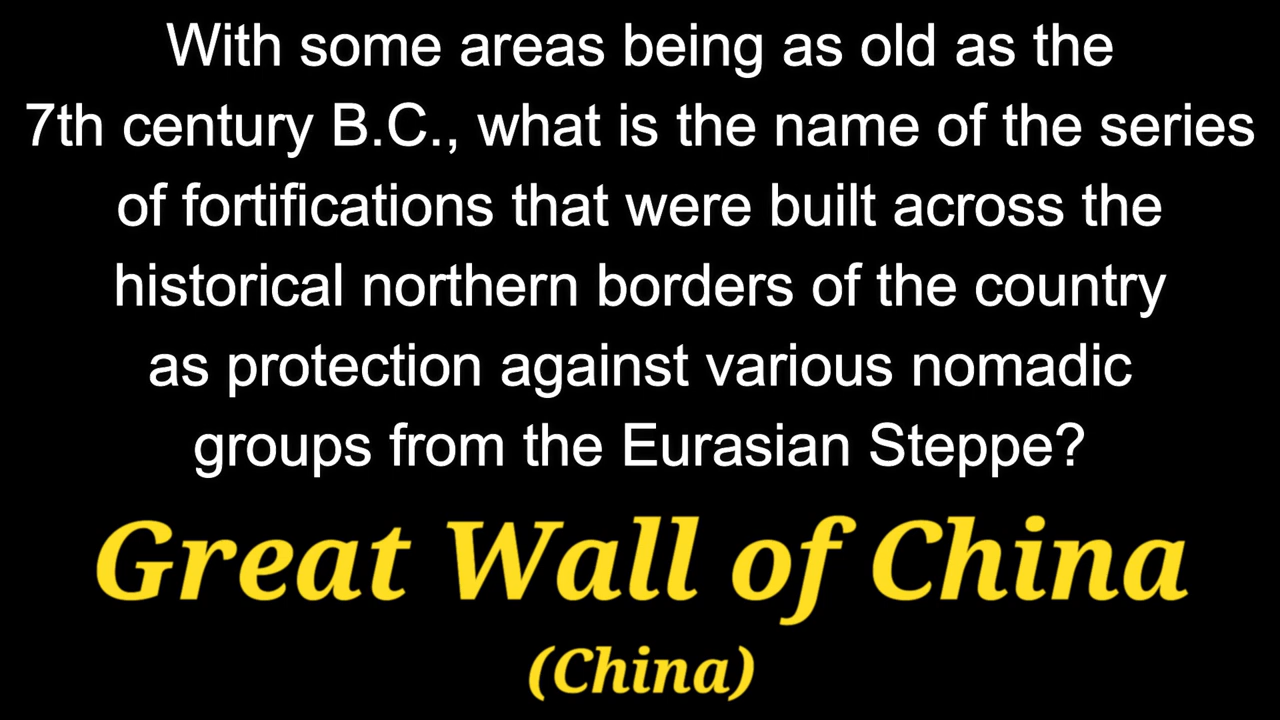 With some areas being as old as the
7th century B.C., what is the name of the series
of fortifications that were built across the
historical northern borders of the country
as protection against various nomadic
groups from the Eurasian Steppe?
Great Wall of China
(China)